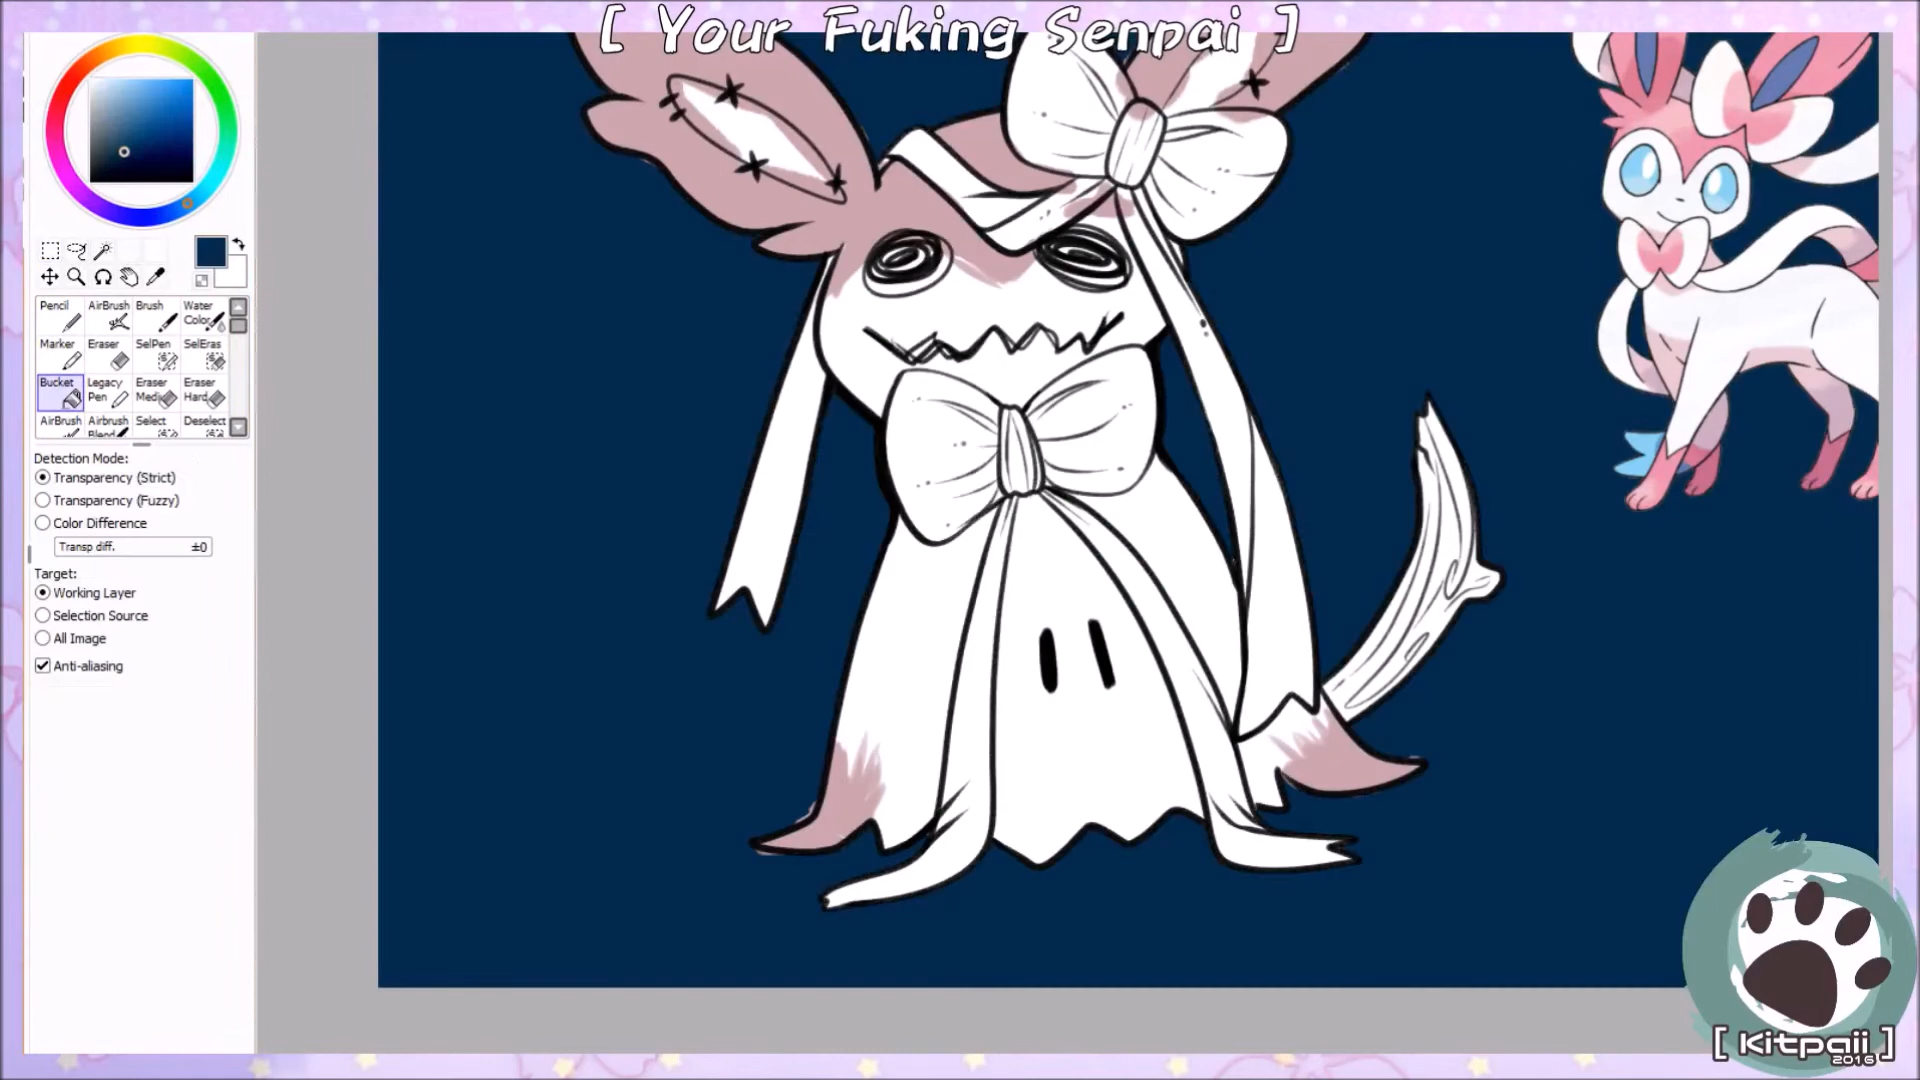 [ Your Fuking Senpai ]
Pencil AirBrush Brush Water Color
Marker Eraser SelPen SelEras
Bucket Legacy Pen Eraser Medi Eraser Hard
AirBrush Airbrush Blend Select Deselect
Detection Mode:
Transparency (Strict)
Transparency (Fuzzy)
Color Difference
Transp diff. ±0
Target:
Working Layer
Selection Source
All Image
Anti-aliasing
[ Kitpaii ]
2016